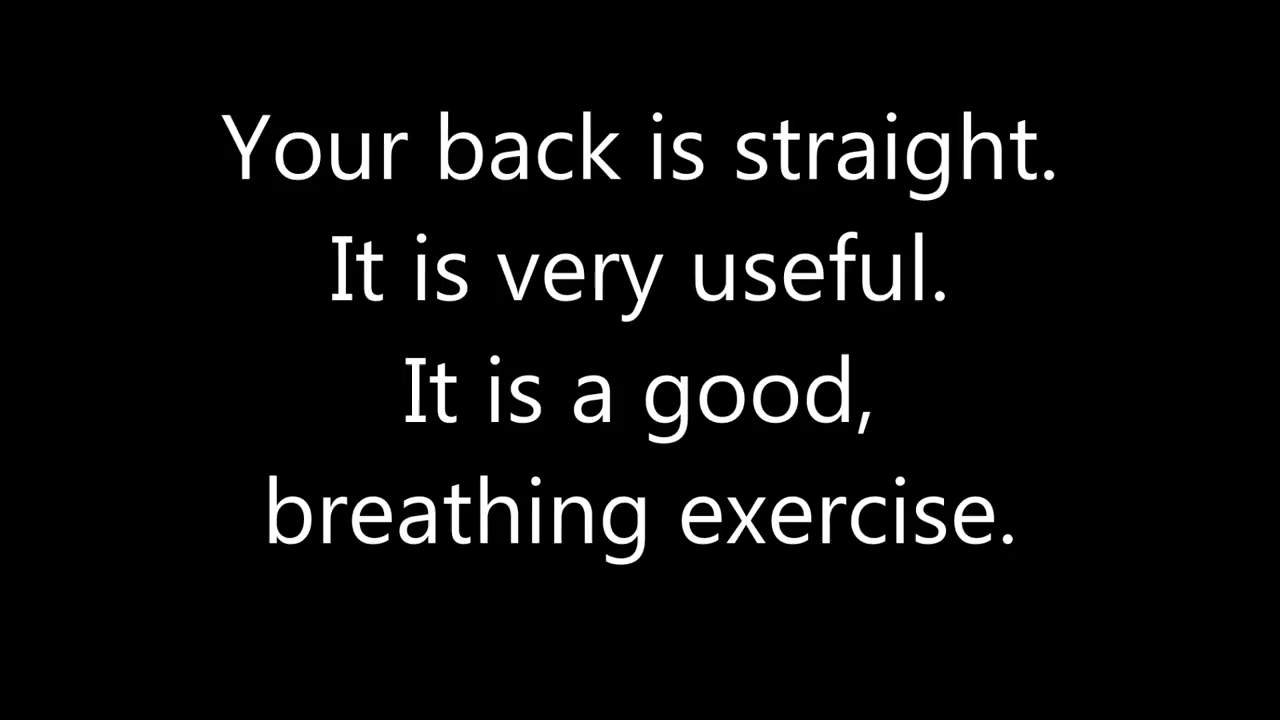 Your back is straight.
It is very useful.
It is a good,
breathing exercise.